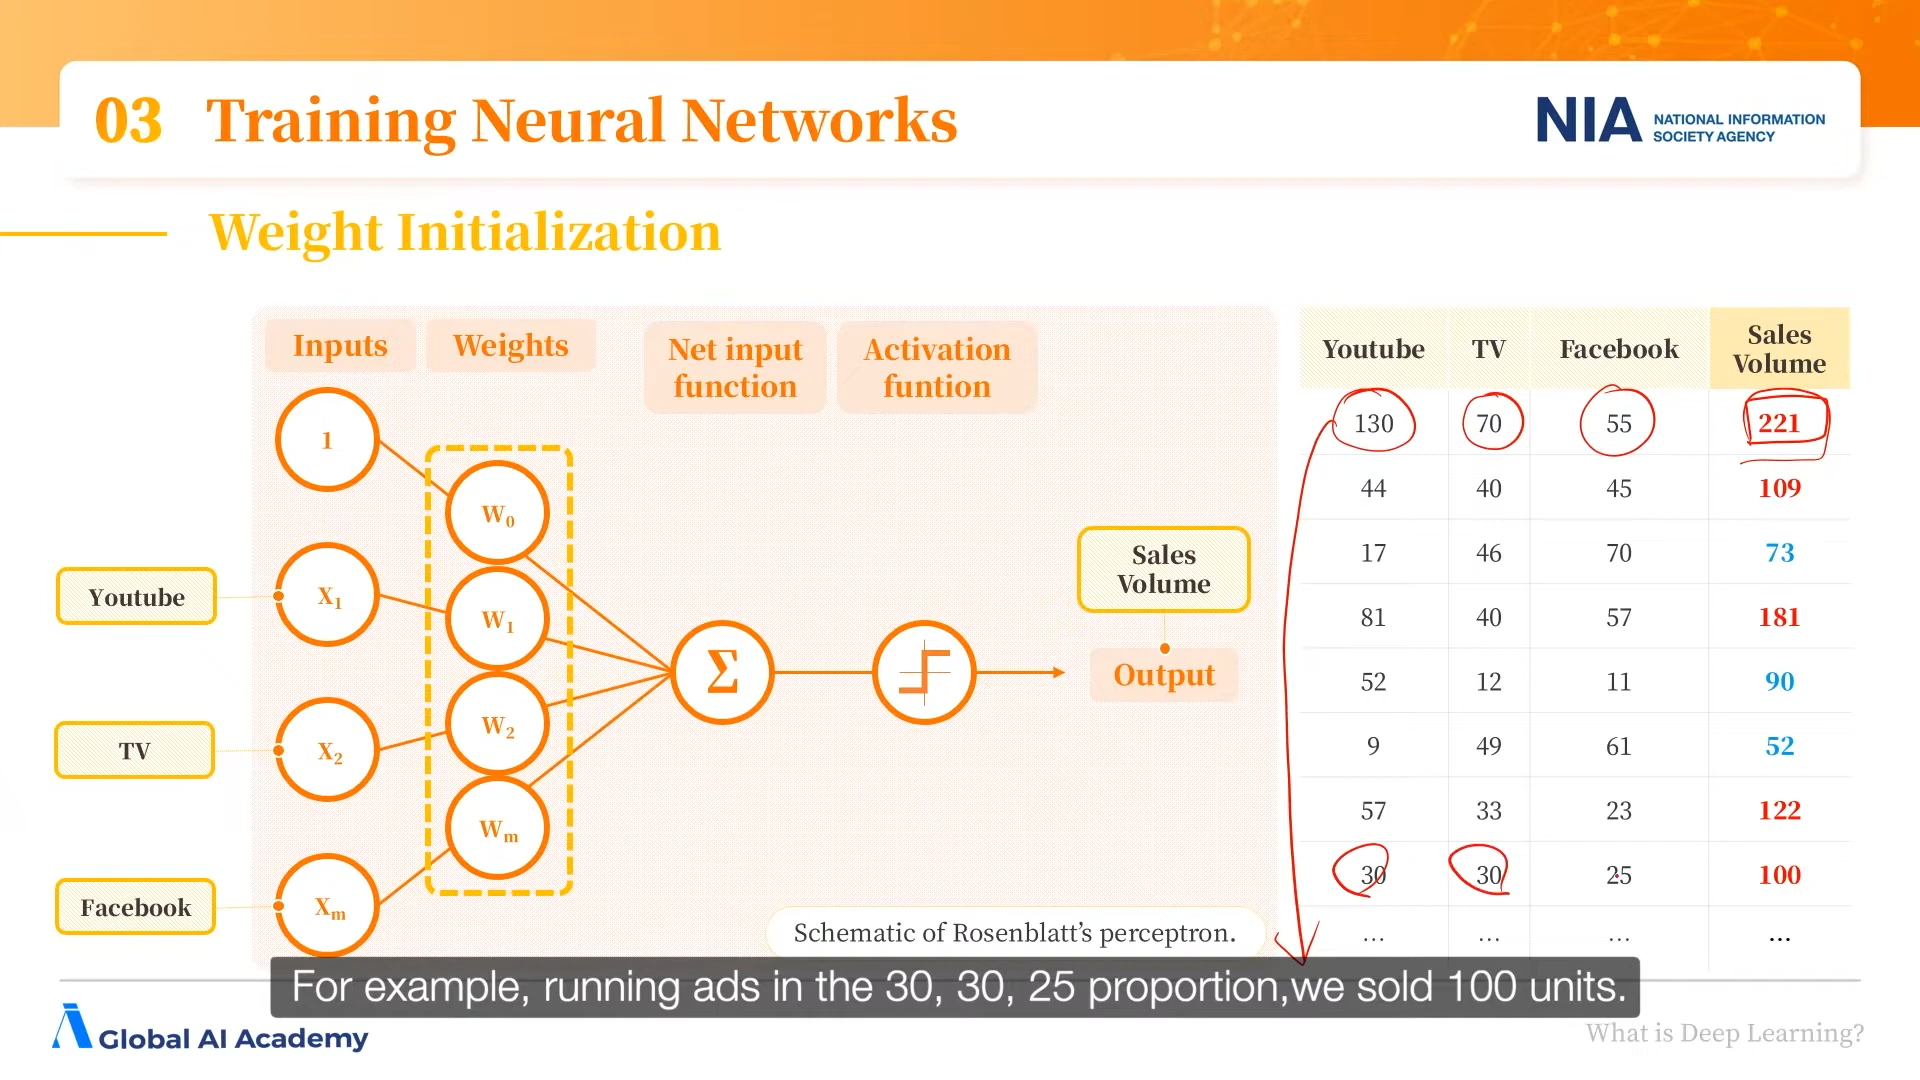 03 Training Neural Networks
NIA NATIONAL INFORMATION
SOCIETY AGENCY
Weight Initialization
Inputs
Weights
Net input
function
Activation
funtion
1
X1
X2
Xm
W0
W1
W2
Wm
Σ
Youtube
TV
Facebook
Sales
Volume
Output
Schematic of Rosenblatt's perceptron.
Youtube TV Facebook Sales
Volume
130 70 55 221
44 40 45 109
17 46 70 73
81 40 57 181
52 12 11 90
9 49 61 52
57 33 23 122
30 30 25 100
... ... ... ...
For example, running ads in the 30, 30, 25 proportion,we sold 100 units.
Global AI Academy
What is Deep Learning?